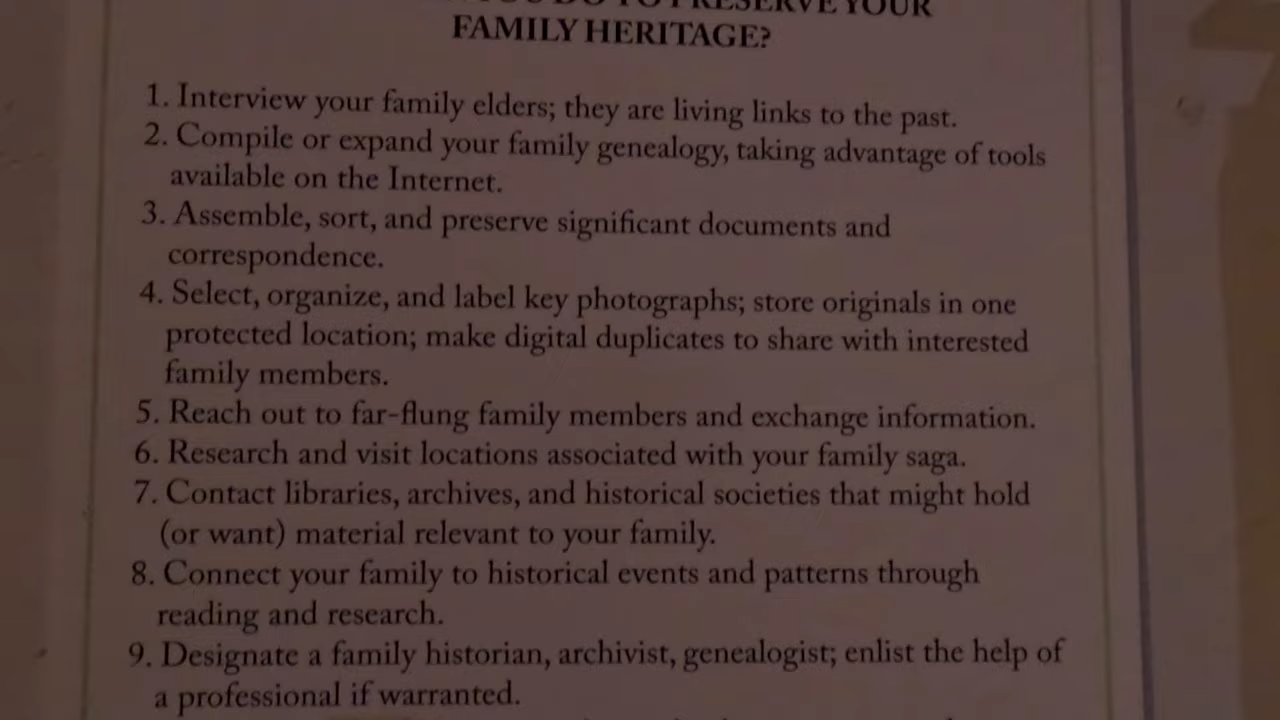 DO TO PRESERVE YOUR
FAMILY HERITAGE?
1. Interview your family elders; they are living links to the past.
2. Compile or expand your family genealogy, taking advantage of tools
available on the Internet.
3. Assemble, sort, and preserve significant documents and
correspondence.
4. Select, organize, and label key photographs; store originals in one
protected location; make digital duplicates to share with interested
family members.
5. Reach out to far-flung family members and exchange information.
6. Research and visit locations associated with your family saga.
7. Contact libraries, archives, and historical societies that might hold
(or want) material relevant to your family.
8. Connect your family to historical events and patterns through
reading and research.
9. Designate a family historian, archivist, genealogist; enlist the help of
a professional if warranted.